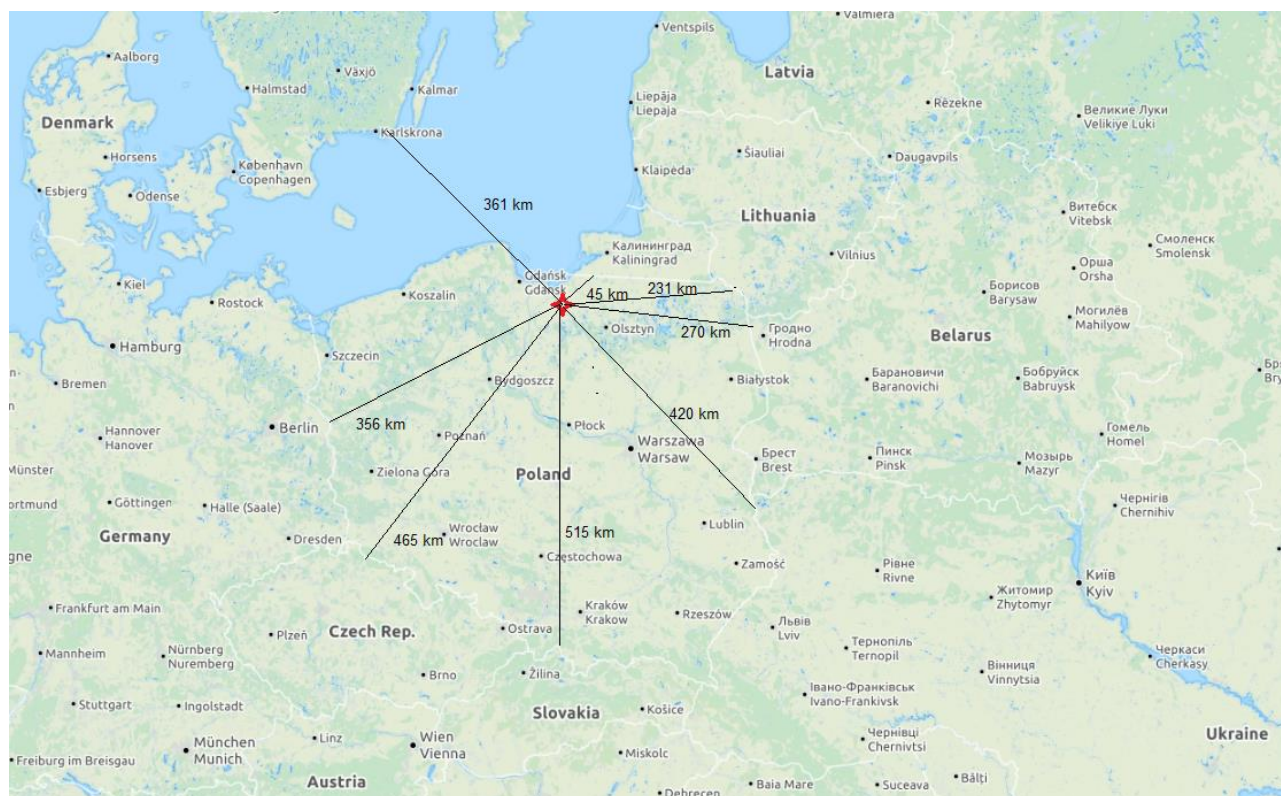 Valmiera
Ventspils
Aalborg
Växjö
Latvia
Halmstad
Kalmar
Liepāja
Liepaja
Rēzekne
Великие Луки
Velikiye Luki
Denmark
Karlskrona
Horsens
Šiauliai
Daugavpils
København
Copenhagen
Klaipėda
Esbjerg
Odense
361 km
Lithuania
Витебск
Vitebsk
Смоленск
Smolensk
Калининград
Kaliningrad
Vilnius
Орша
Orsha
Kiel
Gdańsk
Gdańsk
Rostock
Koszalin
45 km
231 km
Борисов
Barysaw
Могилёв
Mahilyow
Olsztyn
270 km
Гродно
Hrodna
Belarus
Hamburg
Szczecin
Bremen
Bydgoszcz
Białystok
Барановичи
Baranovichi
Бобруйск
Babruysk
Бря
Bry
356 km
420 km
Hannover
Hanover
Berlin
Poznań
Płock
Warszawa
Warsaw
Брест
Brest
Пинск
Pinsk
Гомель
Homel
Мозырь
Mazyr
Münster
Zielona Góra
Poland
ortmund
Göttingen
Halle (Saale)
Чернігів
Chernihiv
Germany
Dresden
465 km
Wrocław
Wroclaw
515 km
Lublin
gne
Częstochowa
Zamość
Рівне
Rivne
Київ
Kyiv
Житомир
Zhytomyr
Frankfurt am Main
Kraków
Krakow
Rzeszów
Львів
Lviv
Plzeň
Czech Rep.
Ostrava
Тернопіль
Ternopil
Mannheim
Nürnberg
Nuremberg
Черкаси
Cherkasy
Brno
Žilina
Вінниця
Vinnytsia
Stuttgart
Ingolstadt
Slovakia
Košice
Івано-Франківськ
Ivano-Frankivsk
Linz
Wien
Vienna
Чернівці
Chernivtsi
Ukraine
München
Munich
Miskolc
Freiburg im Breisgau
Austria
Debrecen
Baia Mare
Suceava
Bălți